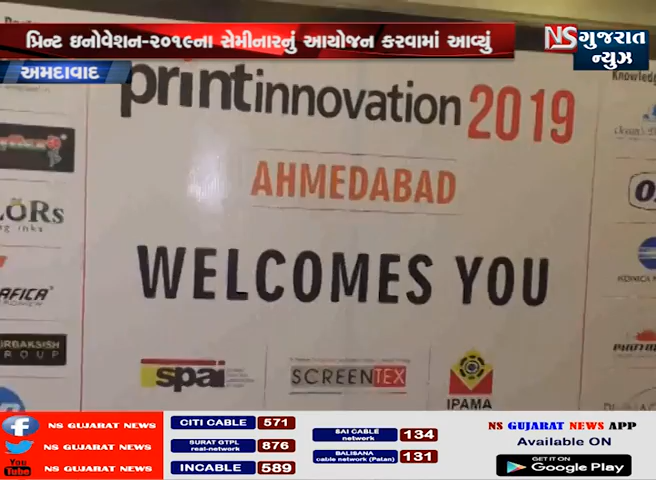 પ્રિન્ટ ઇનોવેશન-૨૦૧૯ના સેમીનારનું આયોજન કરવામાં આવ્યું
NS ગુજરાત
ન્યુઝ
અમદાવાદ
printinnovation 2019
AHMEDABAD
WELCOMES YOU
spai
SCREENTEX
IPAMA
NS GUJARAT NEWS
NS GUJARAT NEWS
You Tube NS GUJARAT NEWS
CITI CABLE 571
SURAT GTPL
real-network 876
INCABLE 589
SAI CABLE
network 134
BALISANA
cable network (Patan) 131
NS GUJARAT NEWS APP
Available ON
GET IT ON
Google Play